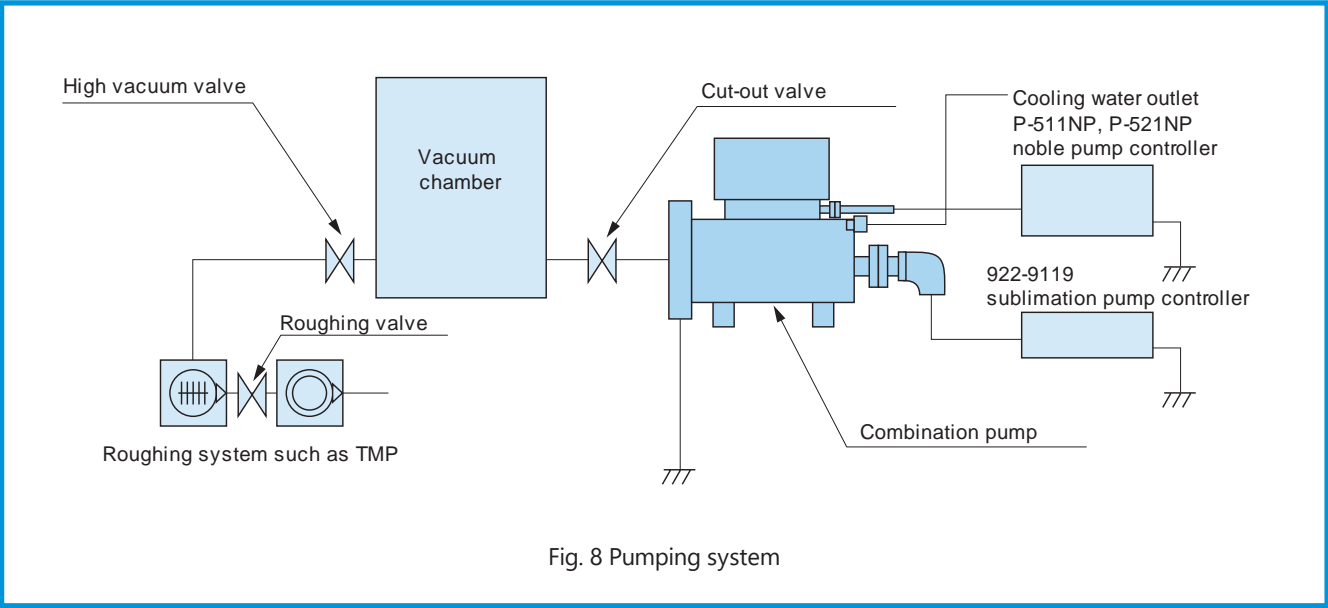 High vacuum valve
Vacuum
chamber
Cut-out valve
Cooling water outlet
P-511NP, P-521NP
noble pump controller
922-9119
sublimation pump controller
Roughing valve
Combination pump
Roughing system such as TMP
Fig. 8 Pumping system